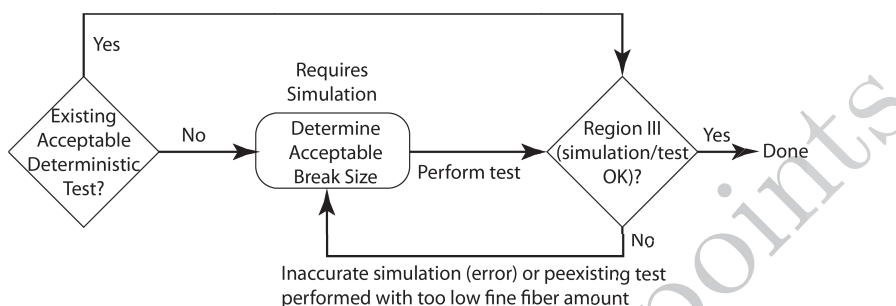 Yes
Requires
Simulation
Existing
Acceptable
Deterministic
Test?
No
Determine
Acceptable
Break Size
Perform test
Region III
(simulation/test
OK)?
Yes
Done
No
Inaccurate simulation (error) or peexisting test
performed with too low fine fiber amount
points